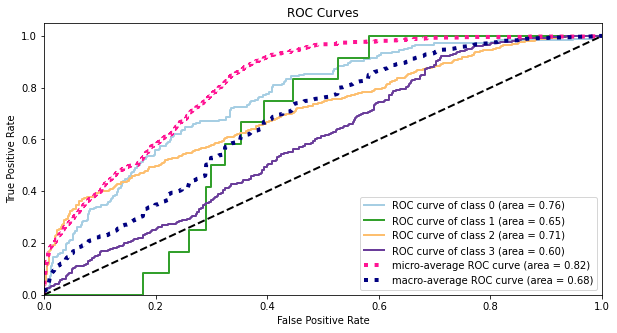 ROC Curves
True Positive Rate
1.0
0.8
0.6
0.4
0.2
0.0
ROC curve of class 0 (area = 0.76)
ROC curve of class 1 (area = 0.65)
ROC curve of class 2 (area = 0.71)
ROC curve of class 3 (area = 0.60)
micro-average ROC curve (area = 0.82)
macro-average ROC curve (area = 0.68)
0.0 0.2 0.4 0.6 0.8 1.0
False Positive Rate